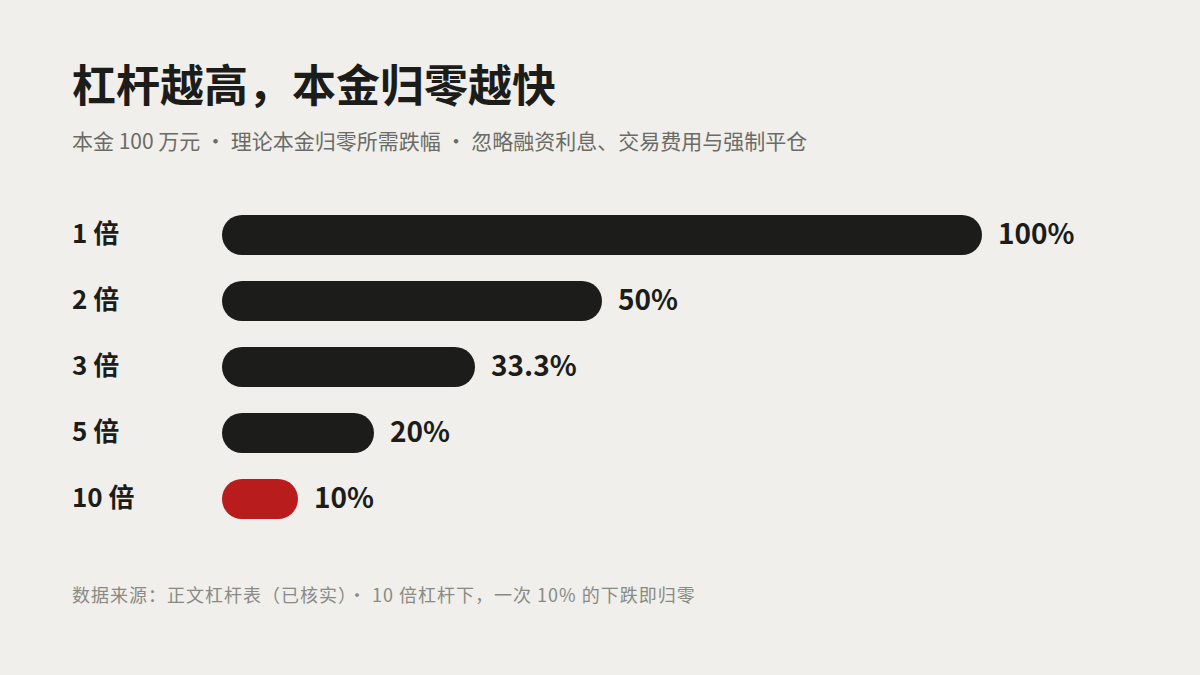 杠杆越高，本金归零越快
本金 100 万元 · 理论本金归零所需跌幅 · 忽略融资利息、交易费用与强制平仓
1 倍 100%
2 倍 50%
3 倍 33.3%
5 倍 20%
10 倍 10%
数据来源：正文杠杆表（已核实）· 10 倍杠杆下，一次 10% 的下跌即归零